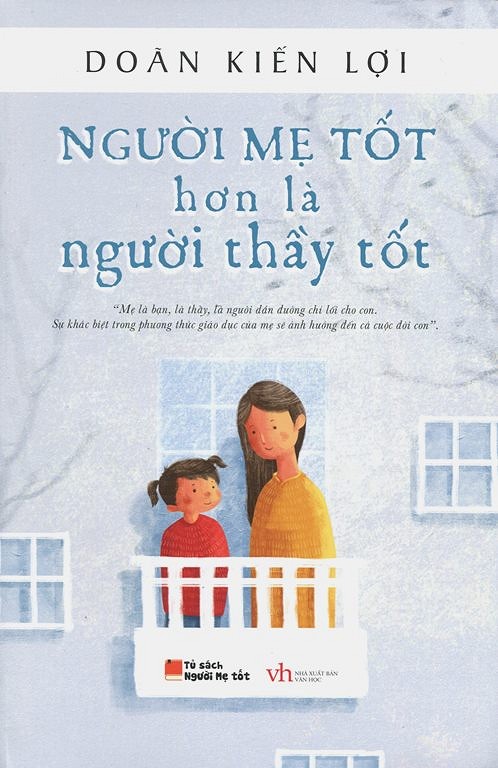 DOÃN KIẾN LỢI
NGƯỜI MẸ TỐT
hơn là
người thầy tốt
“Mẹ là bạn, là thầy, là người dẫn đường chỉ lối cho con.
Sự khác biệt trong phương thức giáo dục của mẹ sẽ ảnh hưởng đến cả cuộc đời con”.
Tủ sách
Người Mẹ tốt
vh
NHÀ XUẤT BẢN
VĂN HỌC